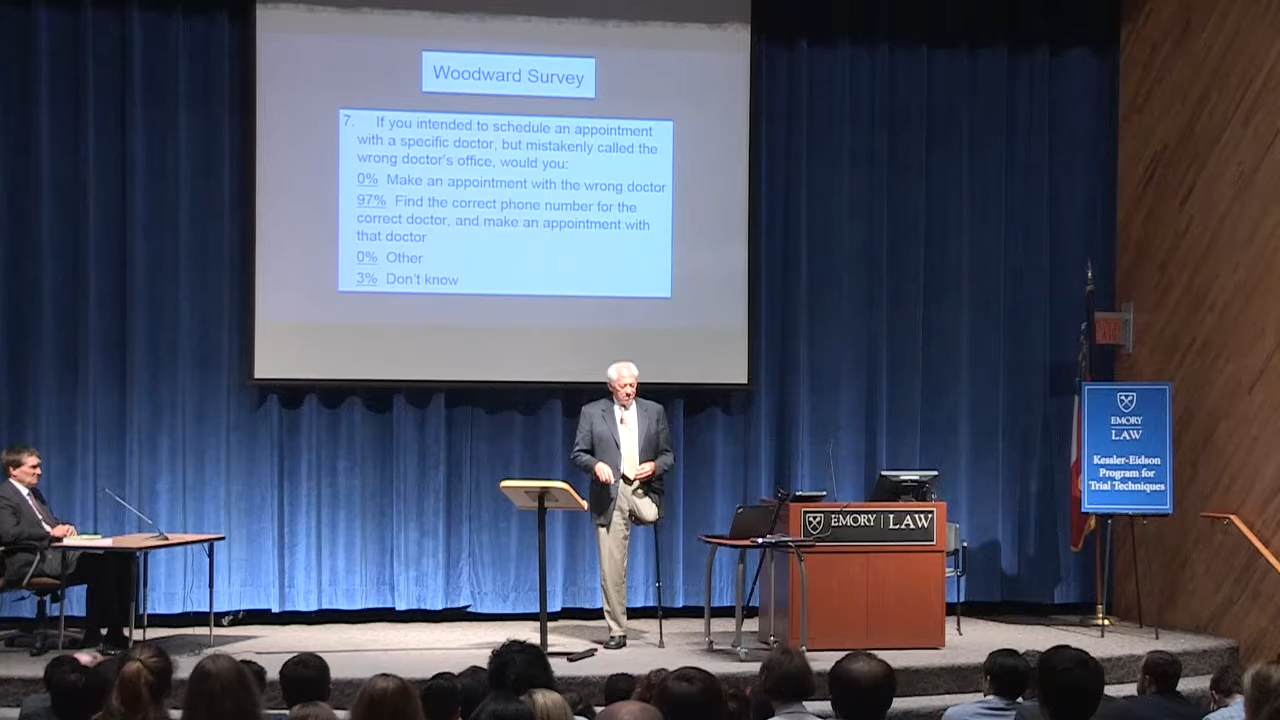 Woodward Survey
7. If you intended to schedule an appointment
with a specific doctor, but mistakenly called the
wrong doctor's office, would you:
0% Make an appointment with the wrong doctor
97% Find the correct phone number for the
correct doctor, and make an appointment with
that doctor
0% Other
3% Don't know
EMORY
LAW
Kessler-Eidson
Program for
Trial Techniques
EMORY | LAW